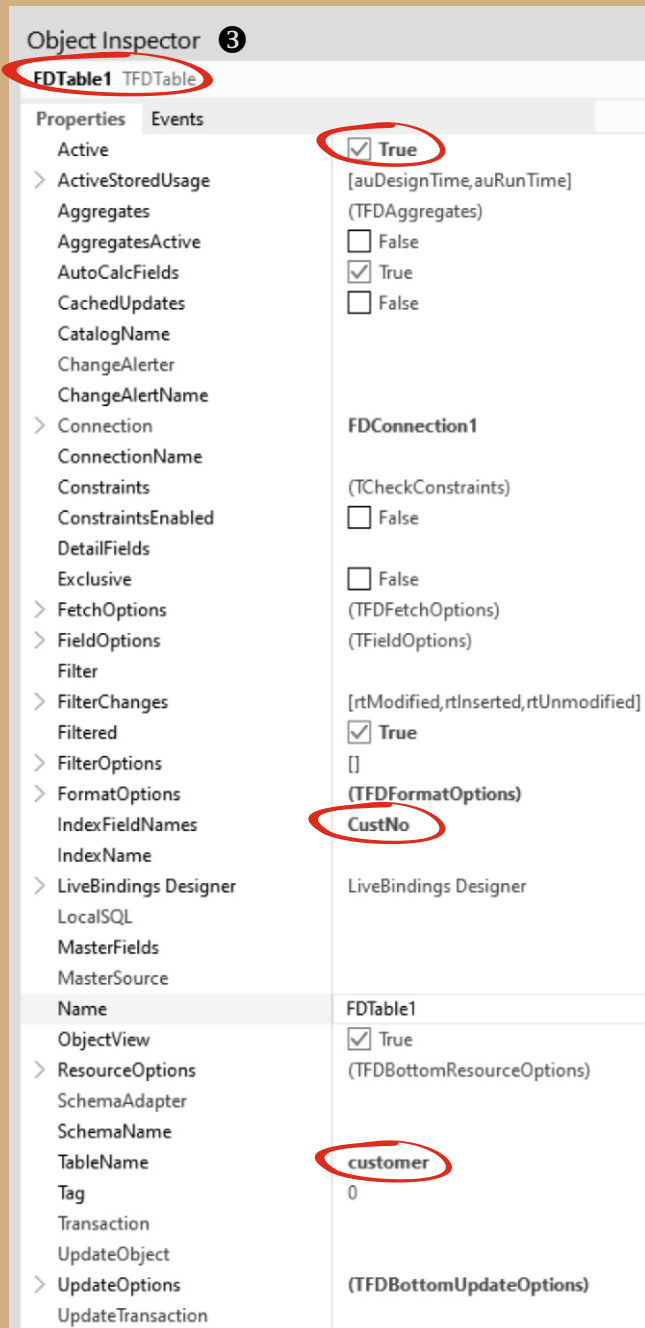 Object Inspector ❸
FDTable1 TFDTable
Properties Events
Active True
ActiveStoredUsage [auDesignTime,auRunTime]
Aggregates (TFDAggregates)
AggregatesActive False
AutoCalcFields True
CachedUpdates False
CatalogName
ChangeAlerter
ChangeAlertName
Connection FDConnection1
ConnectionName
Constraints (TCheckConstraints)
ConstraintsEnabled False
DetailFields
Exclusive False
FetchOptions (TFDFetchOptions)
FieldOptions (TFieldOptions)
Filter
FilterChanges [rtModified,rtInserted,rtUnmodified]
Filtered True
FilterOptions []
FormatOptions (TFDFormatOptions)
IndexFieldNames CustNo
IndexName
LiveBindings Designer LiveBindings Designer
LocalSQL
MasterFields
MasterSource
Name FDTable1
ObjectView True
ResourceOptions (TFDBottomResourceOptions)
SchemaAdapter
SchemaName
TableName customer
Tag 0
Transaction
UpdateObject
UpdateOptions (TFDBottomUpdateOptions)
UpdateTransaction